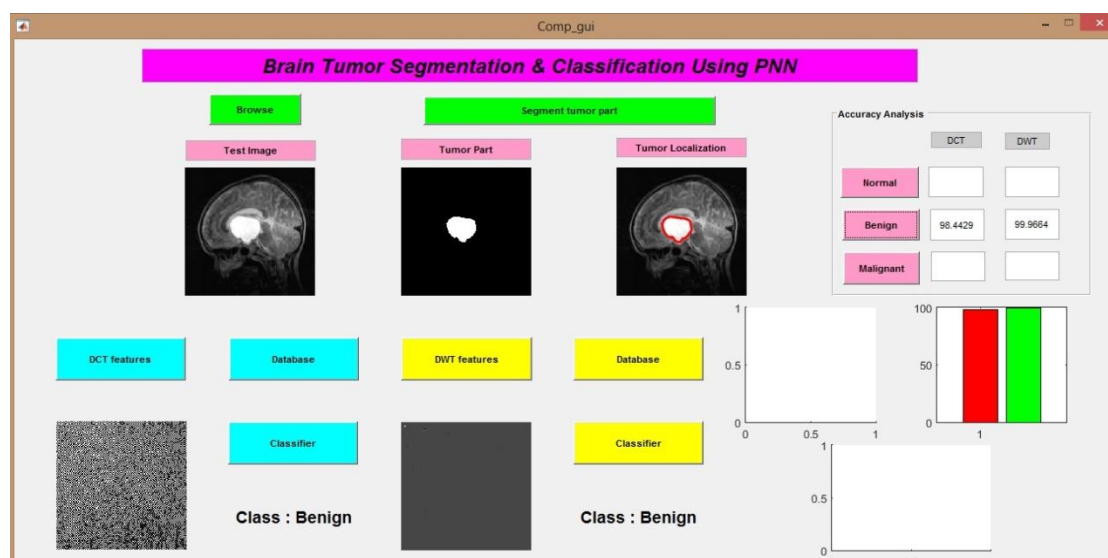 Comp_gui
Brain Tumor Segmentation & Classification Using PNN
Browse
Segment tumor part
Test Image
Tumor Part
Tumor Localization
Accuracy Analysis
DCT DWT
Normal
Benign 98.4429 99.9664
Malignant
DCT features
Database
DWT features
Database
1
0.5
0
0 0.5 1
100
50
0
1
Classifier
Classifier
Class : Benign
Class : Benign
1
0.5
0